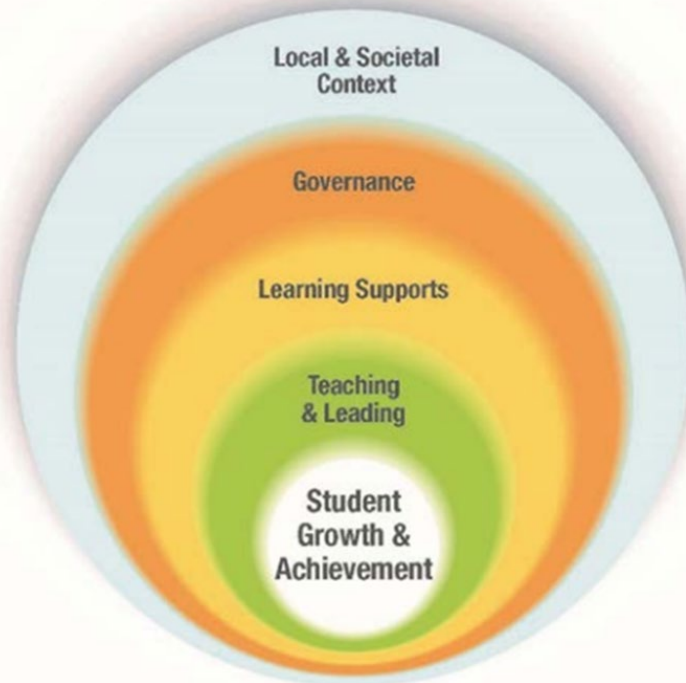 Local & Societal
Context
Governance
Learning Supports
Teaching
& Leading
Student
Growth &
Achievement